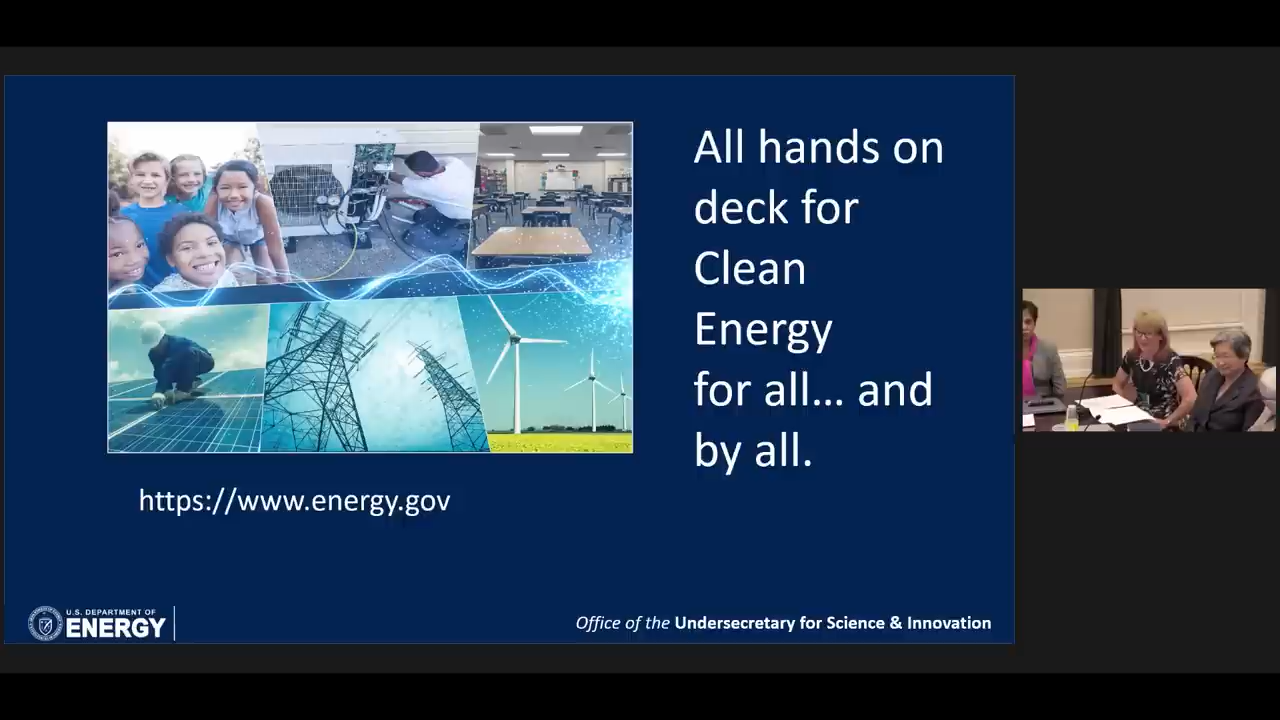 All hands on
deck for
Clean
Energy
for all... and
by all.
https://www.energy.gov
U.S. DEPARTMENT OF
ENERGY
Office of the Undersecretary for Science & Innovation